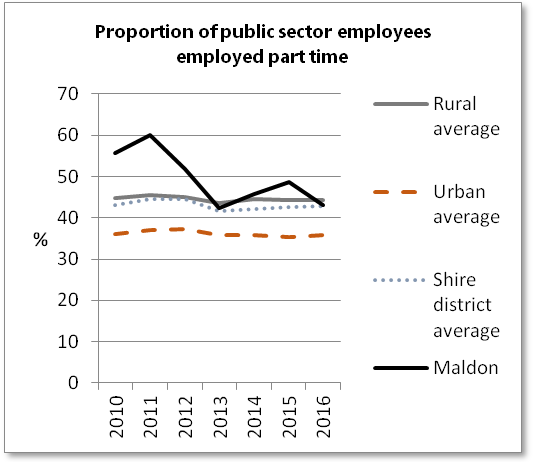 Proportion of public sector employees
employed part time
70
60
50
40
30
20
10
0
%
2010
2011
2012
2013
2014
2015
2016
Rural
average
Urban
average
Shire
district
average
Maldon